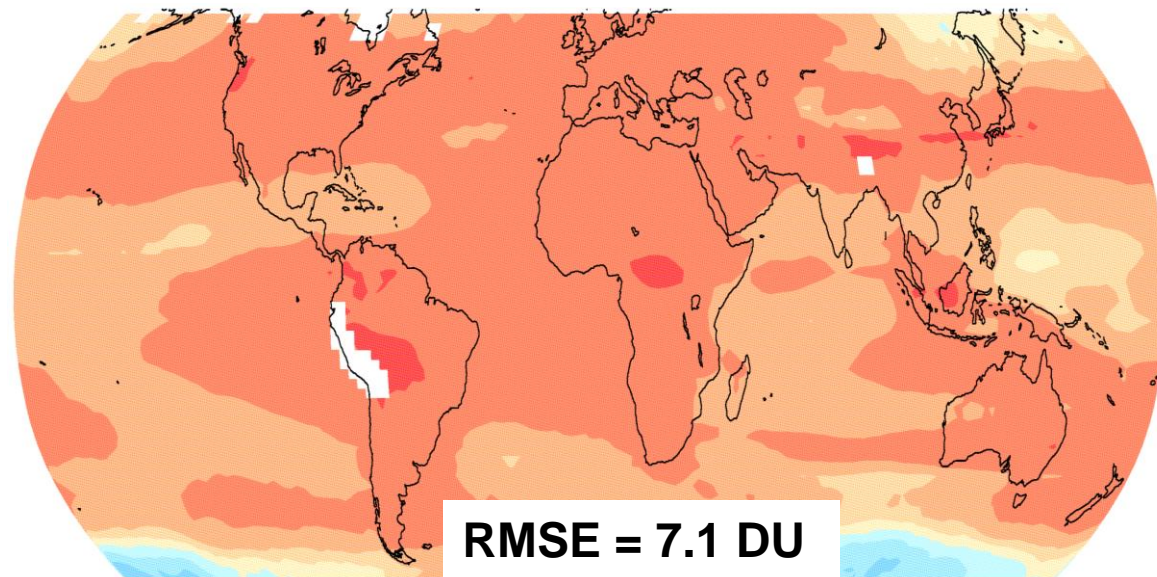 RMSE = 7.1 DU